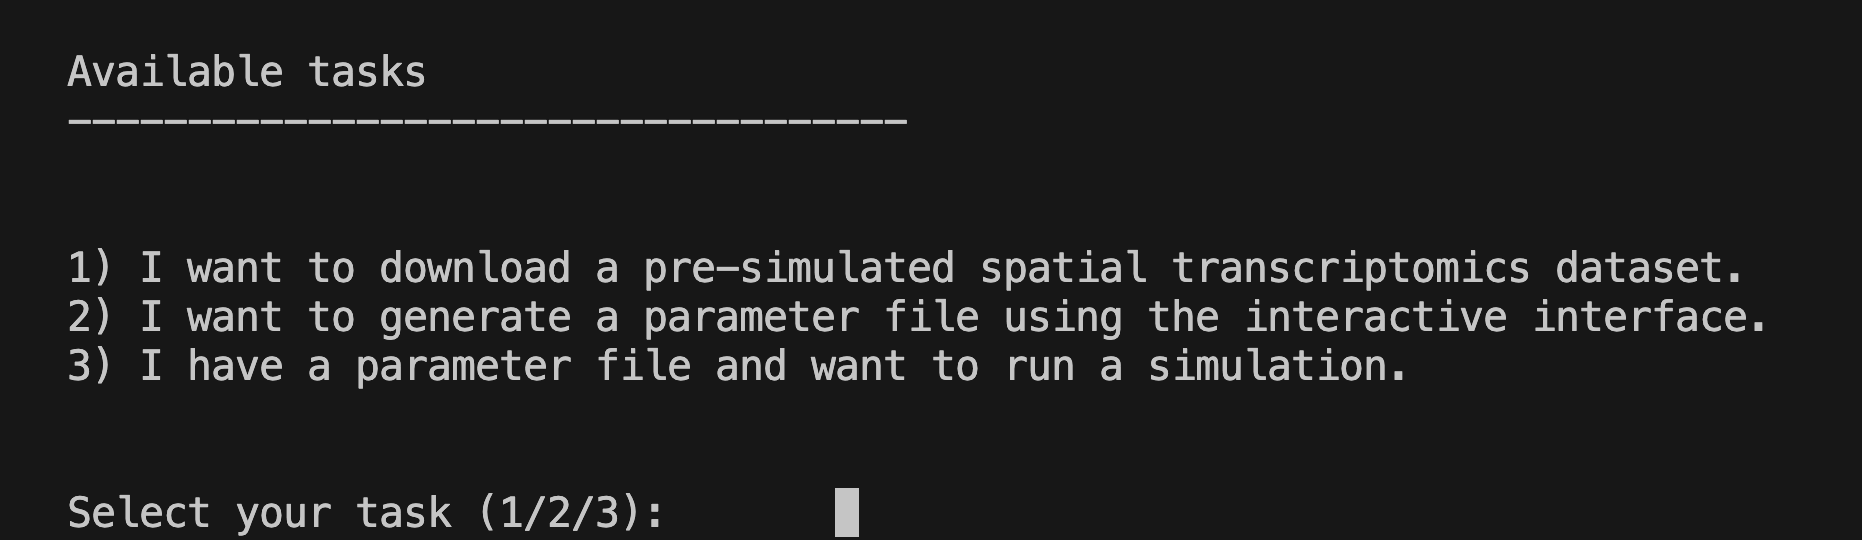 Available tasks
-----------------------------------
1) I want to download a pre-simulated spatial transcriptomics dataset.
2) I want to generate a parameter file using the interactive interface.
3) I have a parameter file and want to run a simulation.
Select your task (1/2/3):